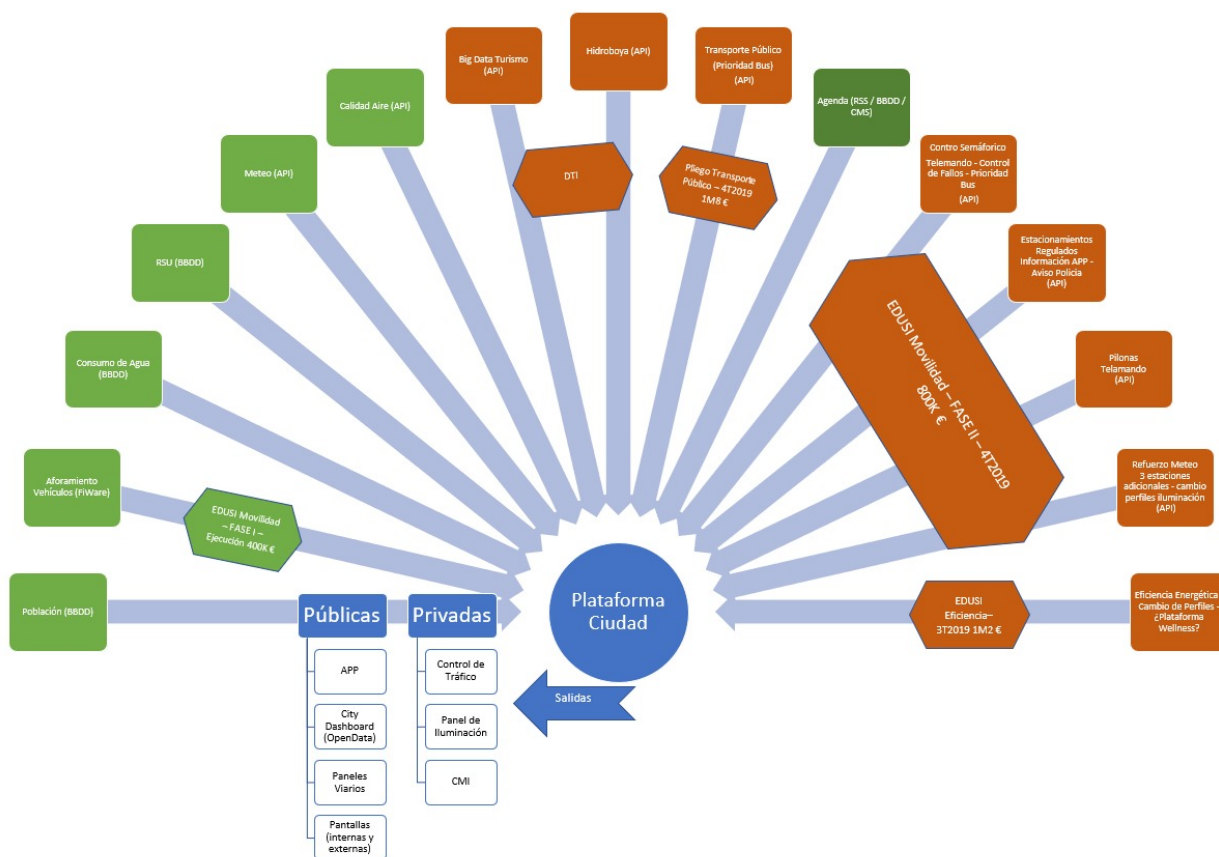 Big Data Turismo
(API)
Hidroboya (API)
Transporte Público
(Prioridad Bus)
(API)
Calidad Aire (API)
Agenda (RSS / BBDD /
CMS)
Meteo (API)
Contro Semáforico
Telemando - Control
de Fallos - Prioridad
Bus
(API)
DTI
Pliego Transporte
Público – 4T2019
1M8 €
RSU (BBDD)
Estacionamientos
Regulados
Información APP -
Aviso Policia
(API)
Consumo de Agua
(BBDD)
EDUSI Movilidad – FASE II – 4T2019
800K €
Pilonas
Telamando
(API)
Aforamiento
Vehículos (FiWare)
EDUSI Movillidad
– FASE I –
Ejecución 400K €
Refuerzo Meteo
3 estaciones
adicionales - cambio
perfiles iluminación
(API)
Población (BBDD)
Plataforma
Ciudad
EDUSI
Eficiencia–
3T2019 1M2 €
Eficiencia Energética
Cambio de Perfiles -
¿Plataforma
Wellness?
Públicas
APP
City
Dashboard
(OpenData)
Paneles
Viarios
Pantallas
(internas y
externas)
Privadas
Control de
Tráfico
Panel de
Iluminación
CMI
Salidas